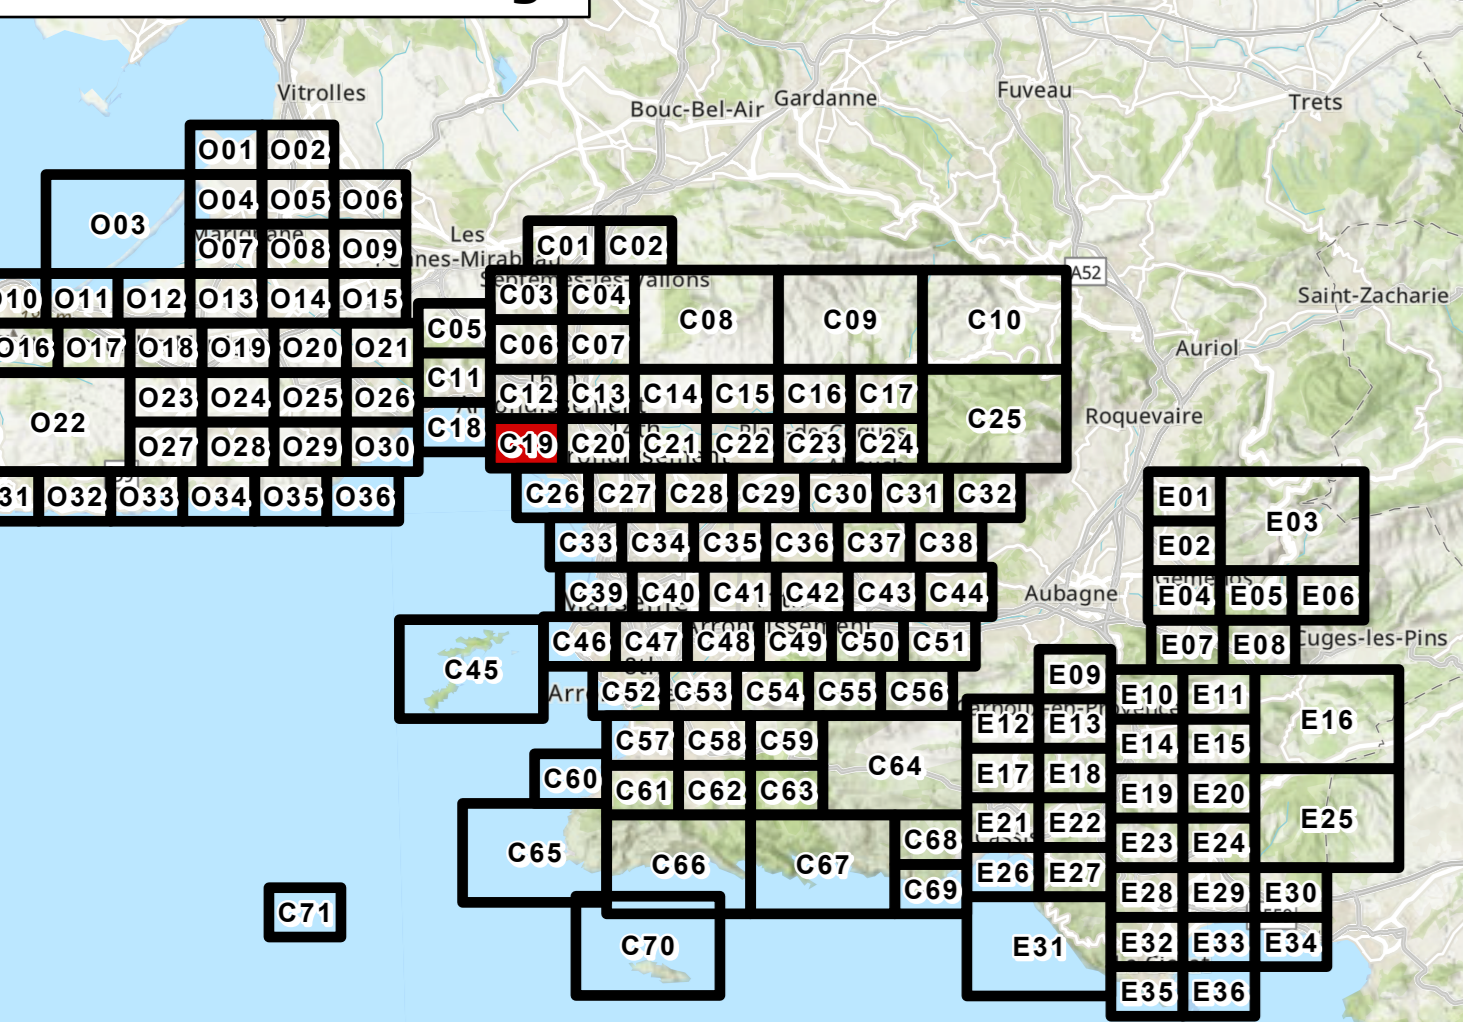 Vitrolles
Bouc-Bel-Air
Gardanne
Fuveau
Trets
O01 O02
O03
O04 O05 O06
O07 O08 O09
Les
C01 C02
A52
O11 O12 O13 O14 O15
C03 C04
C08 C09 C10
Saint-Zacharie
C05
C06 C07
O16 O17 O18 O19 O20 O21
Auriol
C11
C12 C13 C14 C15 C16 C17
C25
Roquevaire
O22
O23 O24 O25 O26
C18
C19 C20 C21 C22 C23 C24
O27 O28 O29 O30
31 O32 O33 O34 O35 O36
C26 C27 C28 C29 C30 C31 C32
E01
E03
C33 C34 C35 C36 C37 C38
E02
Aubagne
C39 C40 C41 C42 C43 C44
E04 E05 E06
C46 C47 C48 C49 C50 C51
E07 E08
Cuges-les-Pins
C45
E09
C52 C53 C54 C55 C56
E10 E11
E16
E12 E13
C57 C58 C59
C64
E14 E15
C60
C61 C62 C63
E17 E18
E19 E20
E25
E21 E22
C65
C66 C67
C68
E23 E24
C69
E26 E27
E28 E29 E30
C71
C70
E31
E32 E33 E34
E35 E36